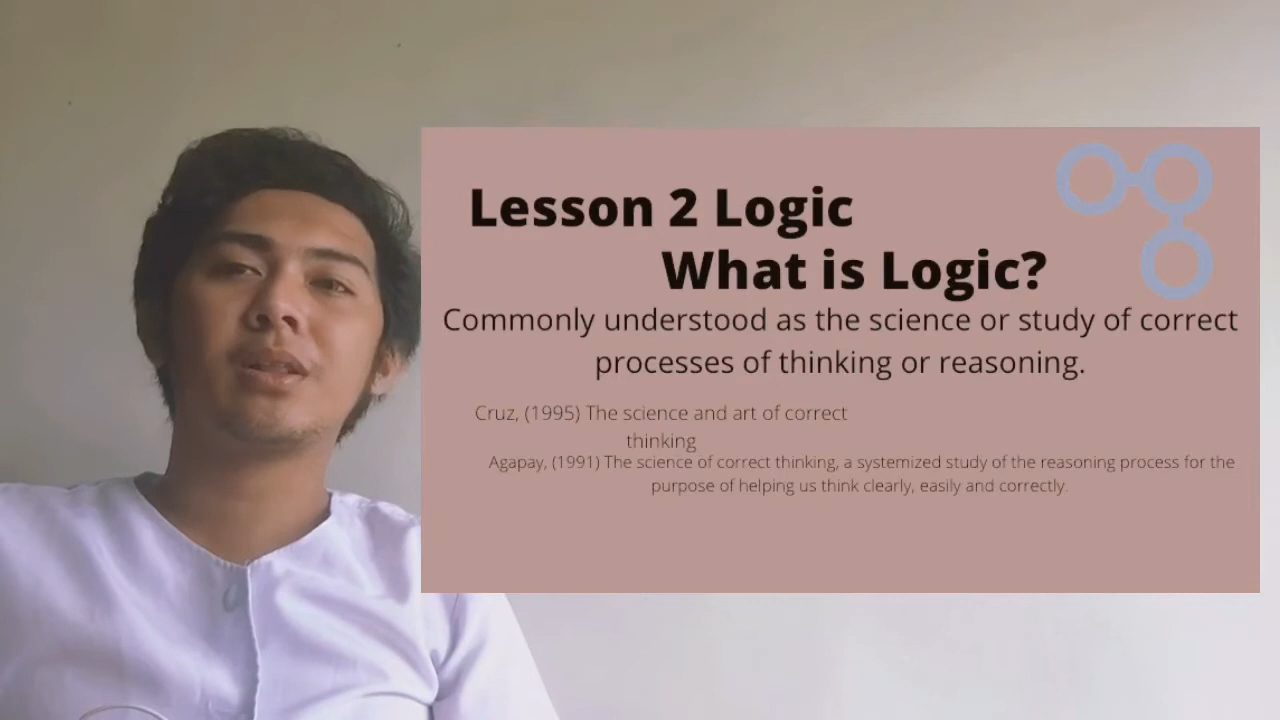 Lesson 2 Logic
What is Logic?
Commonly understood as the science or study of correct
processes of thinking or reasoning.
Cruz, (1995) The science and art of correct
thinking
Agapay, (1991) The science of correct thinking, a systemized study of the reasoning process for the
purpose of helping us think clearly, easily and correctly.